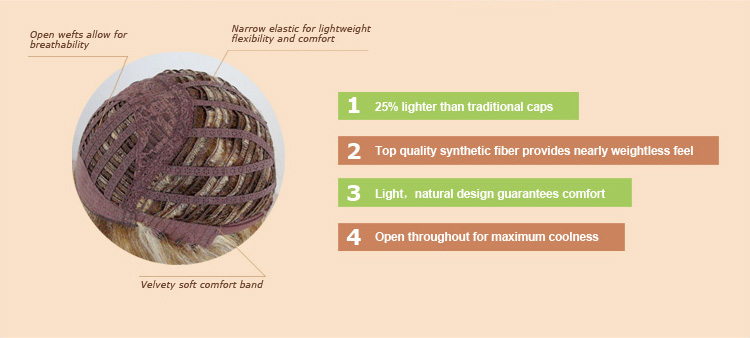 Open wefts allow for
breathability
Narrow elastic for lightweight
flexibility and comfort
1 25% lighter than traditional caps
2 Top quality synthetic fiber provides nearly weightless feel
3 Light, natural design guarantees comfort
4 Open throughout for maximum coolness
Velvety soft comfort band